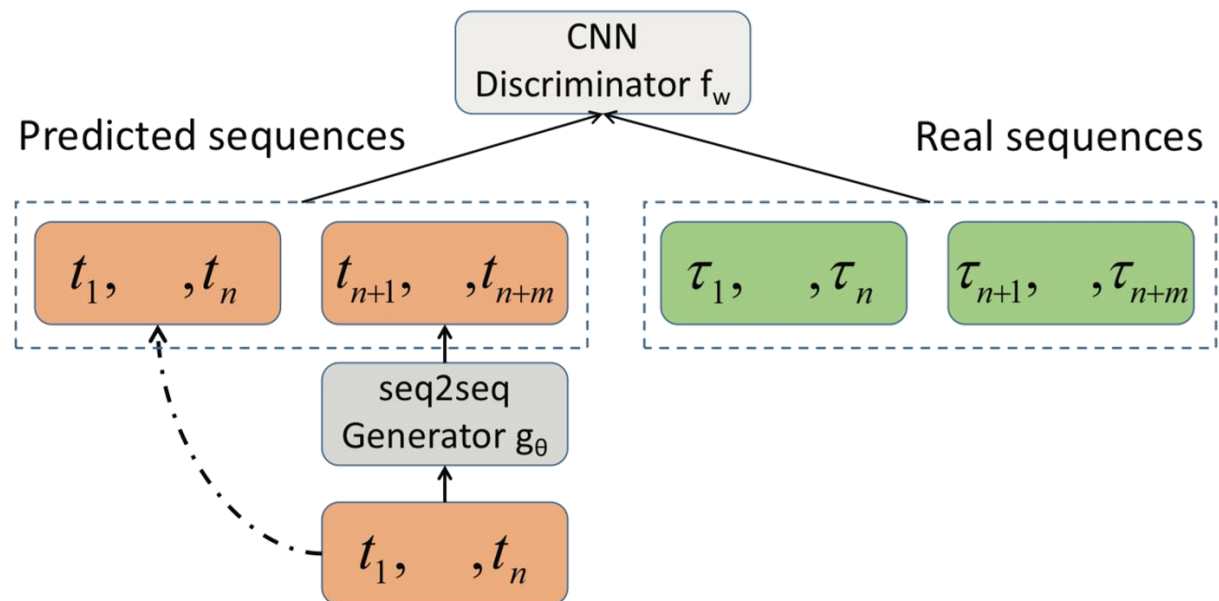 CNN
Discriminator f_w
Predicted sequences
Real sequences
t_1, ,t_n
t_{n+1}, ,t_{n+m}
τ_1, ,τ_n
τ_{n+1}, ,τ_{n+m}
seq2seq
Generator g_θ
t_1, ,t_n